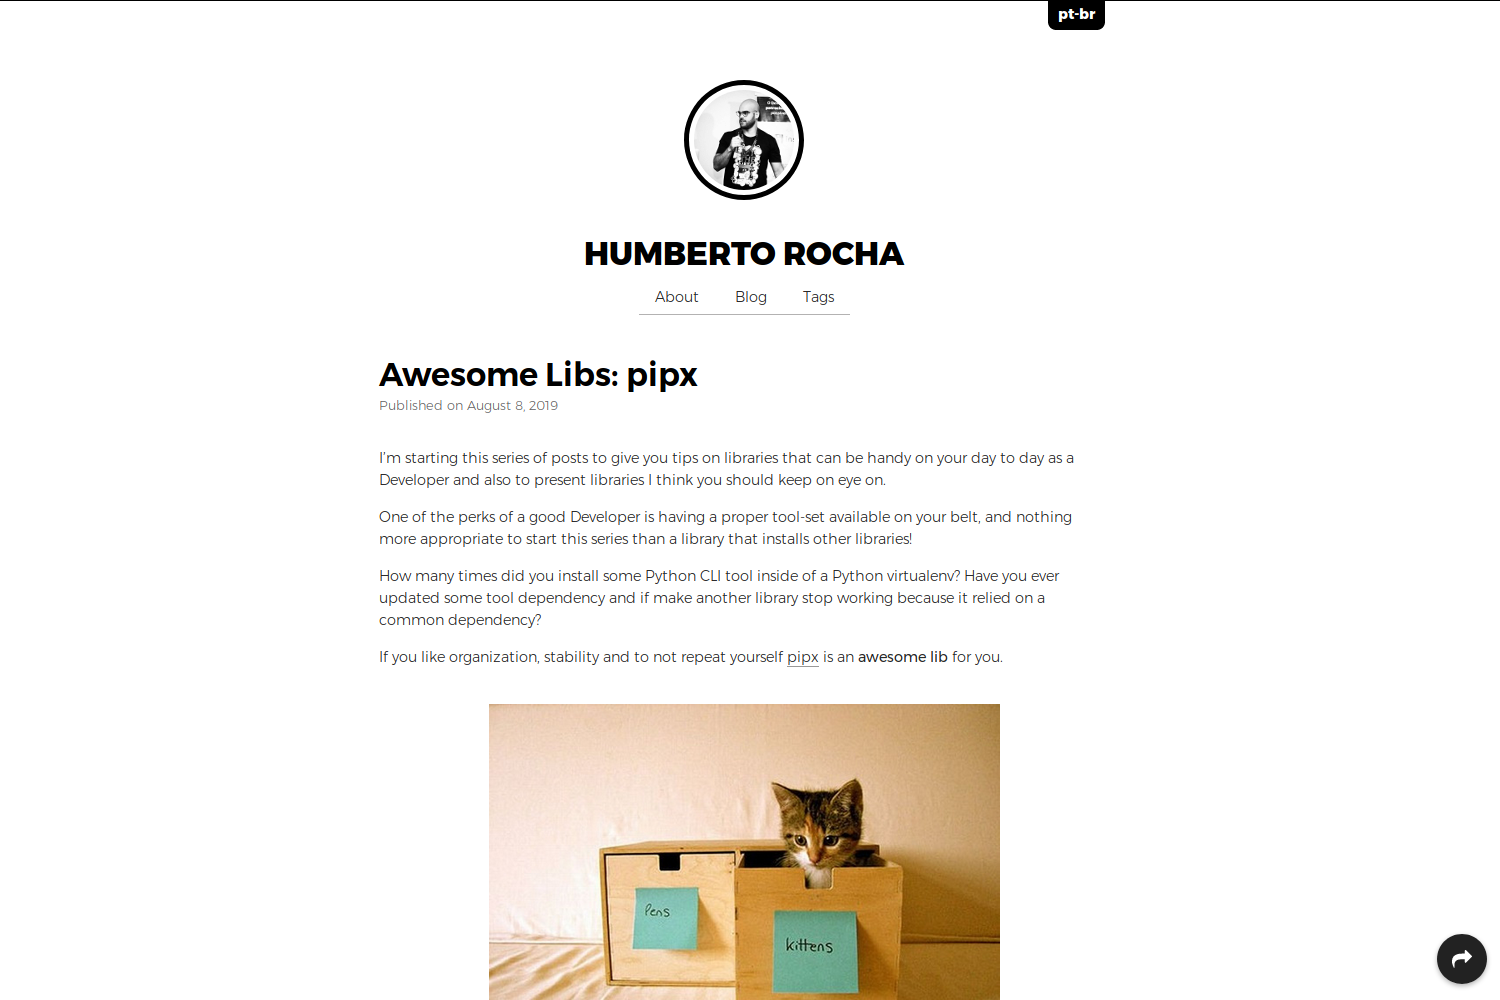 pt-br
HUMBERTO ROCHA
About Blog Tags
Awesome Libs: pipx
Published on August 8, 2019
I'm starting this series of posts to give you tips on libraries that can be handy on your day to day as a
Developer and also to present libraries I think you should keep on eye on.
One of the perks of a good Developer is having a proper tool-set available on your belt, and nothing
more appropriate to start this series than a library that installs other libraries!
How many times did you install some Python CLI tool inside of a Python virtualenv? Have you ever
updated some tool dependency and if make another library stop working because it relied on a
common dependency?
If you like organization, stability and to not repeat yourself pipx is an awesome lib for you.
Pens
kittens